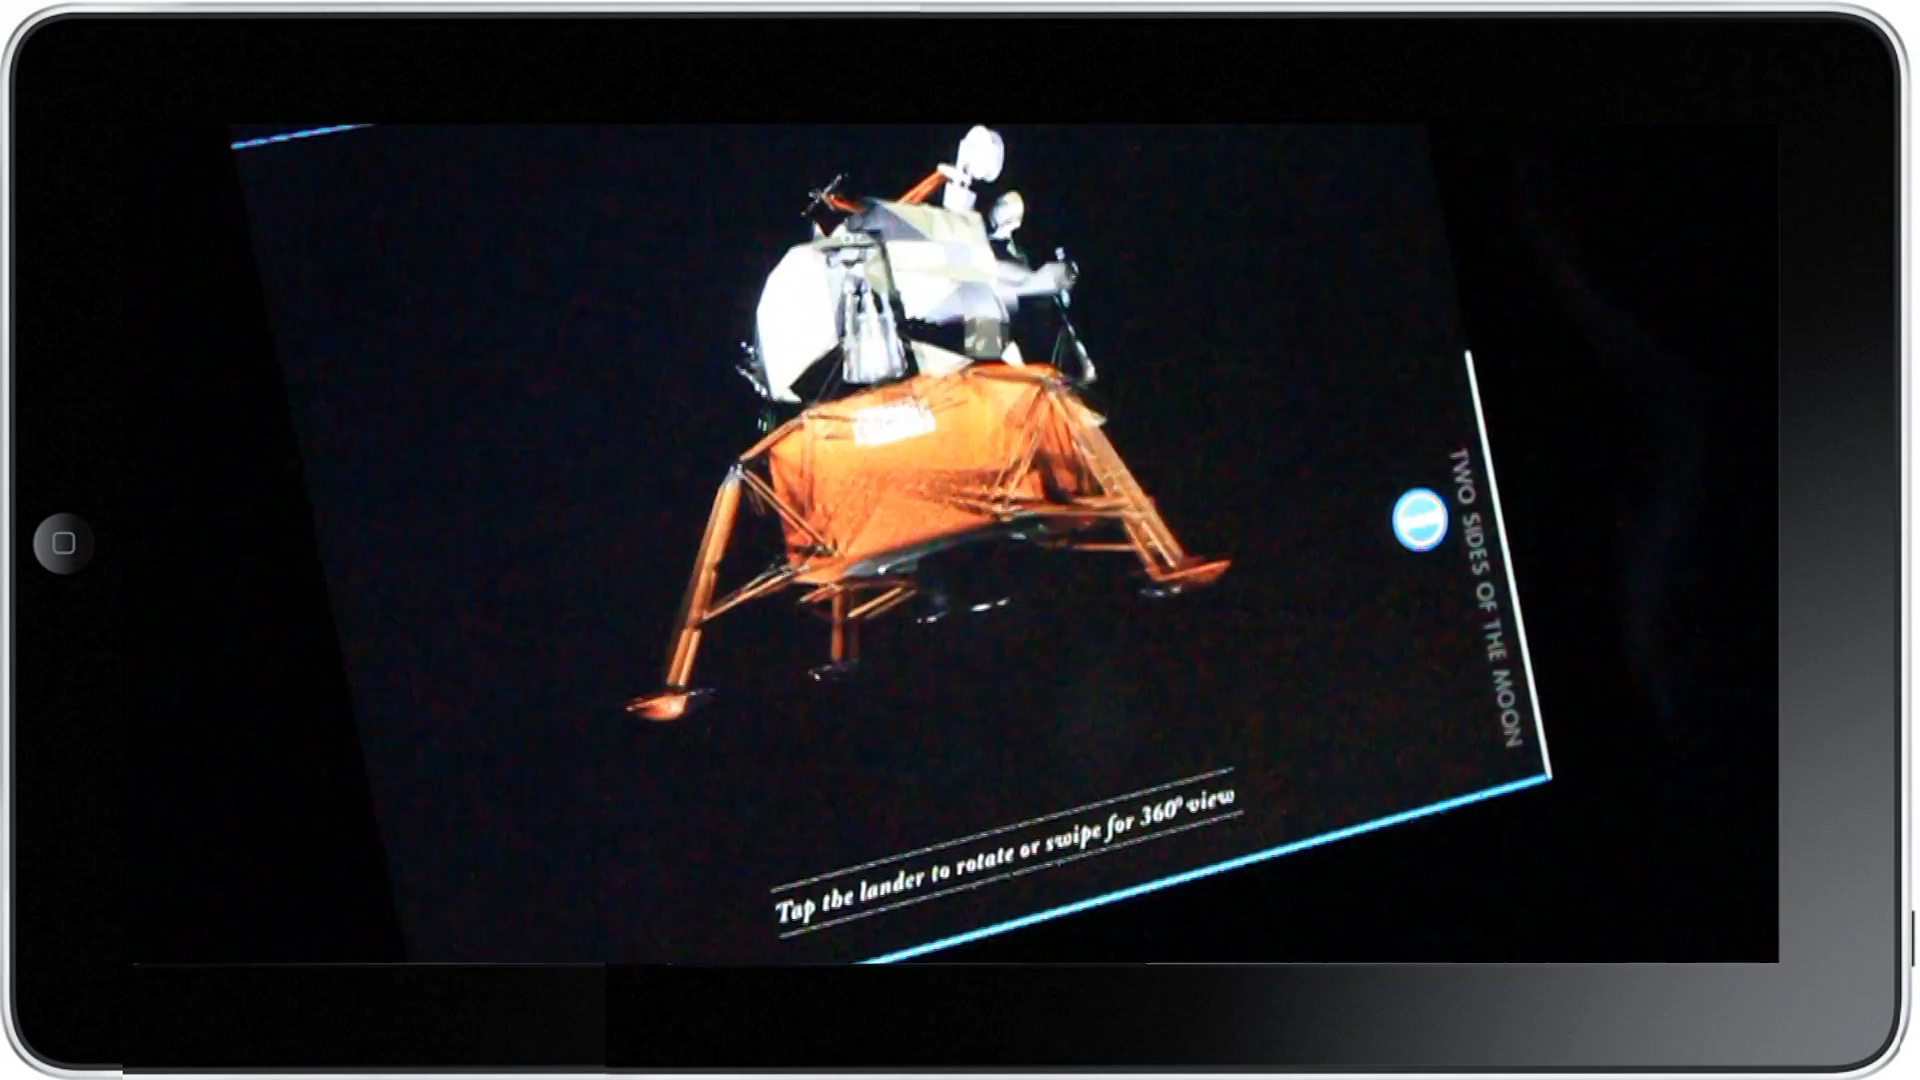 TWO SIDES OF THE MOON
Tap the lander to rotate or swipe for 360° view